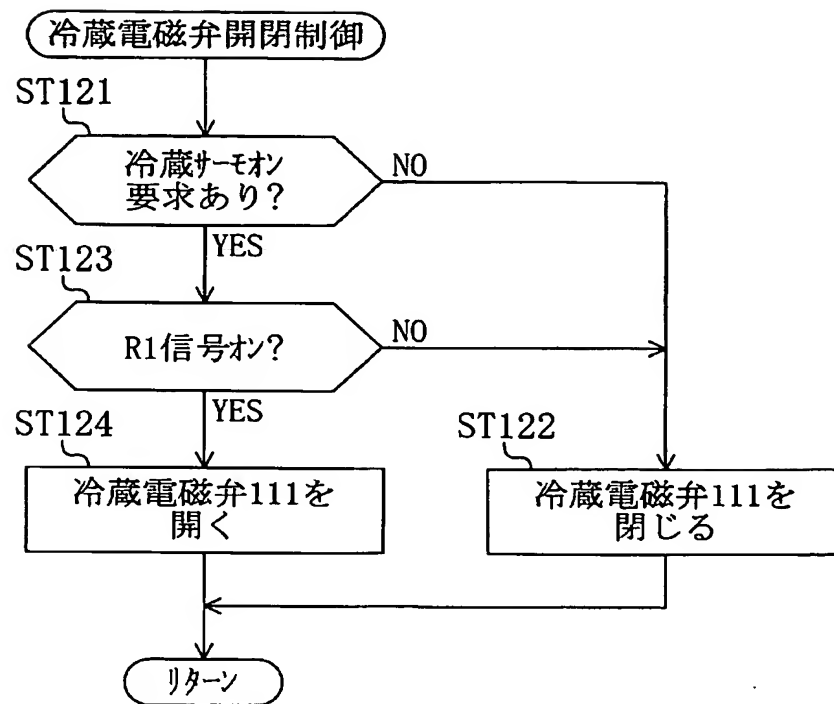 冷蔵電磁弁開閉制御
ST121
冷蔵サーモオン
要求あり?
NO
YES
ST123
R1信号オン?
NO
YES
ST124
冷蔵電磁弁111を
開く
ST122
冷蔵電磁弁111を
閉じる
リターン